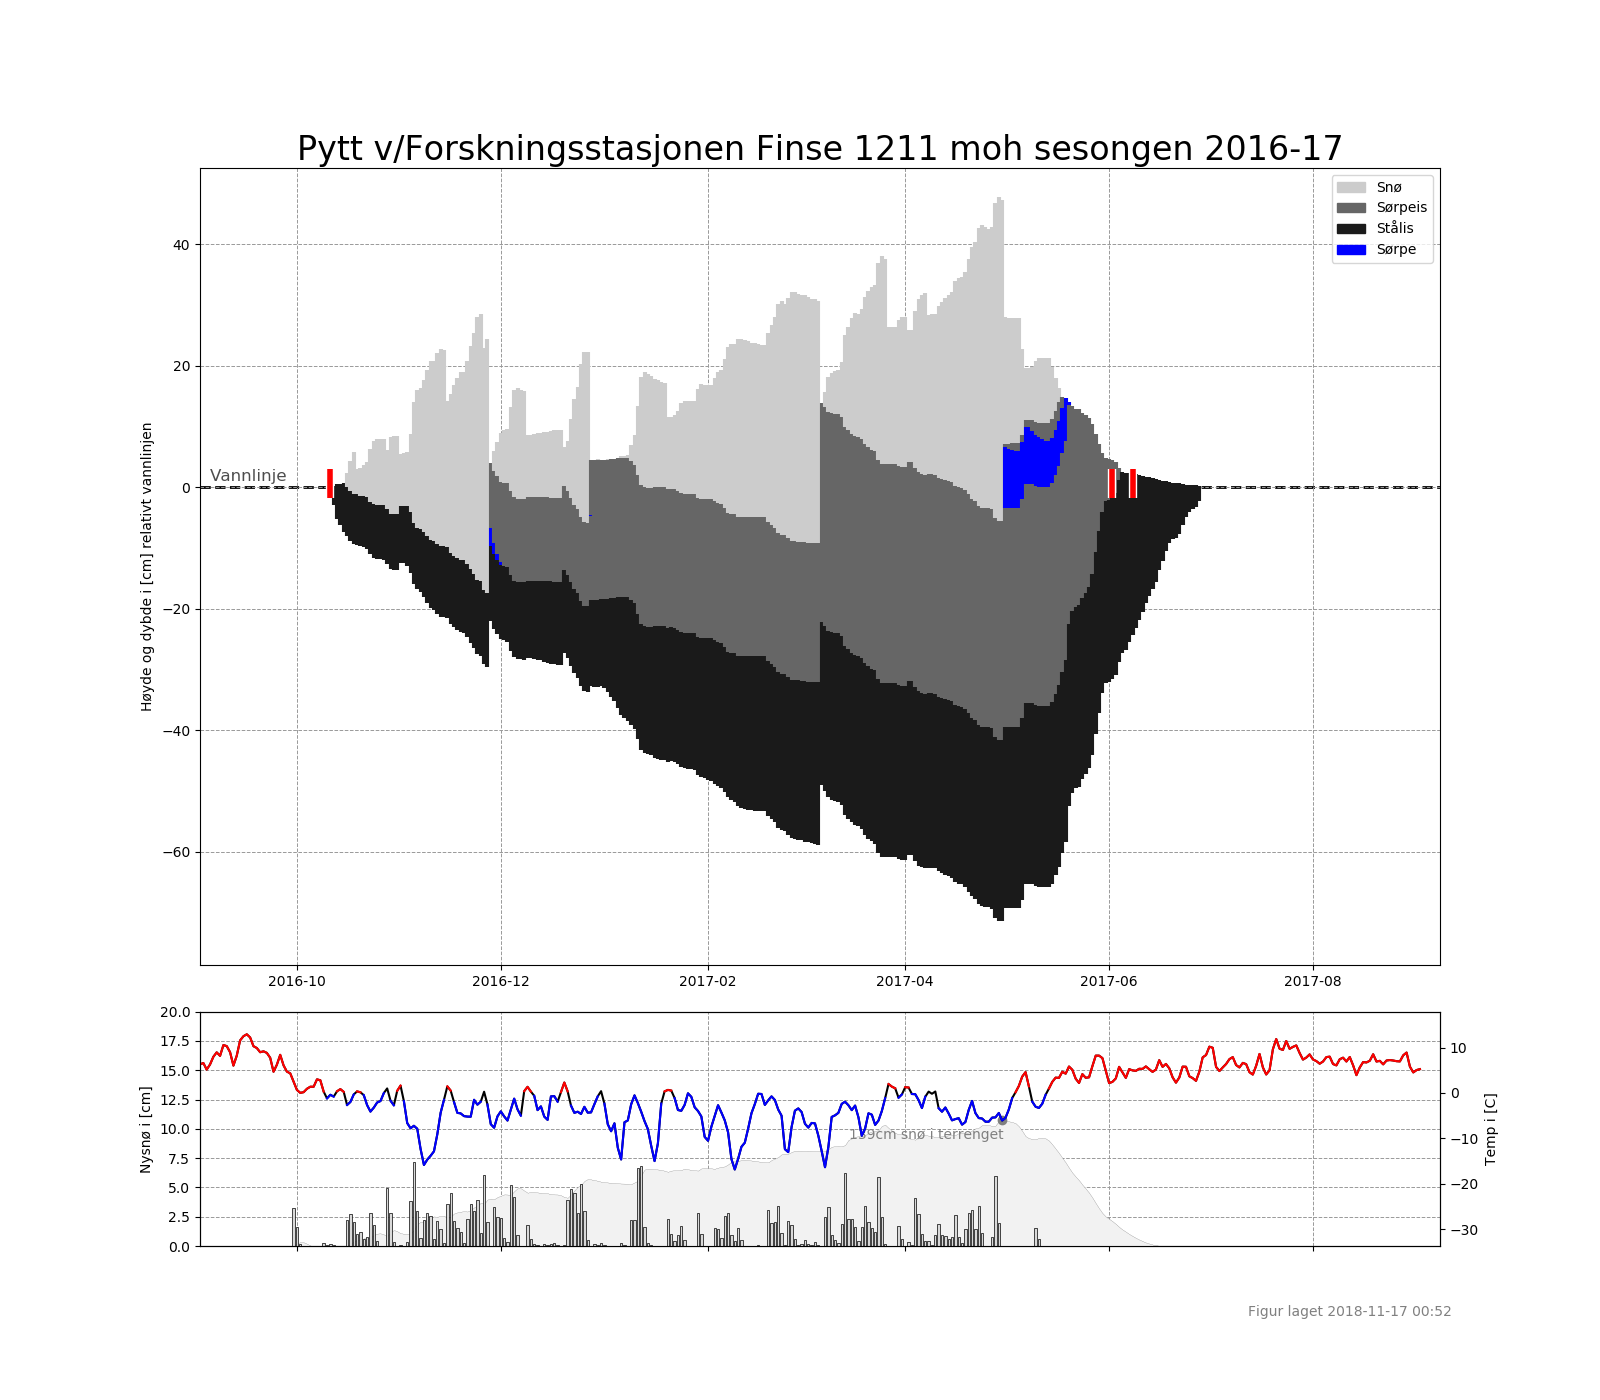 Pytt v/Forskningsstasjonen Finse 1211 moh sesongen 2016-17
Snø
Sørpeis
Stålis
Sørpe
Vannlinje
Høyde og dybde i [cm] relativt vannlinjen
40
20
0
−20
−40
−60
2016-10
2016-12
2017-02
2017-04
2017-06
2017-08
Nysnø i [cm]
20.0
17.5
15.0
12.5
10.0
7.5
5.0
2.5
0.0
snø i terrenget
10
0
−10
−20
−30
Temp i [C]
Figur laget 2018-11-17 00:52